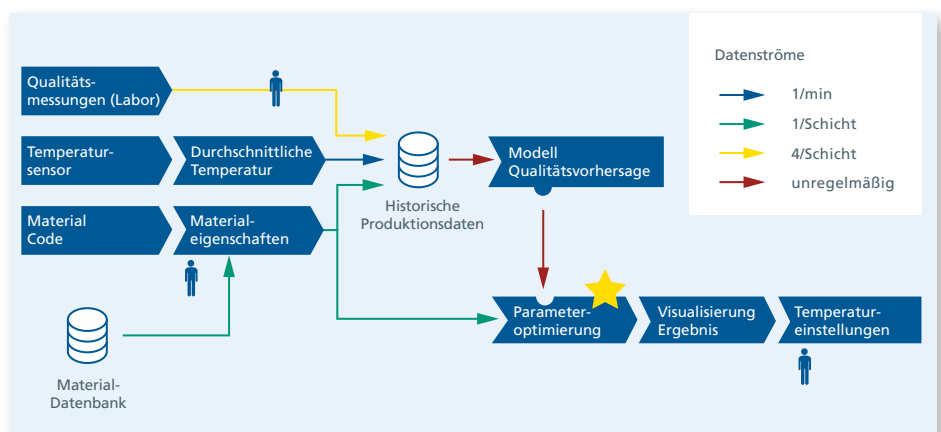 Datenströme
1/min
1/Schicht
4/Schicht
unregelmäßig
Qualitäts-
messungen (Labor)
Temperatur-
sensor
Durchschnittliche
Temperatur
Historische
Produktionsdaten
Modell
Qualitätsvorhersage
Material
Code
Material-
eigenschaften
Material-
Datenbank
Parameter-
optimierung
Visualisierung
Ergebnis
Temperatur-
einstellungen